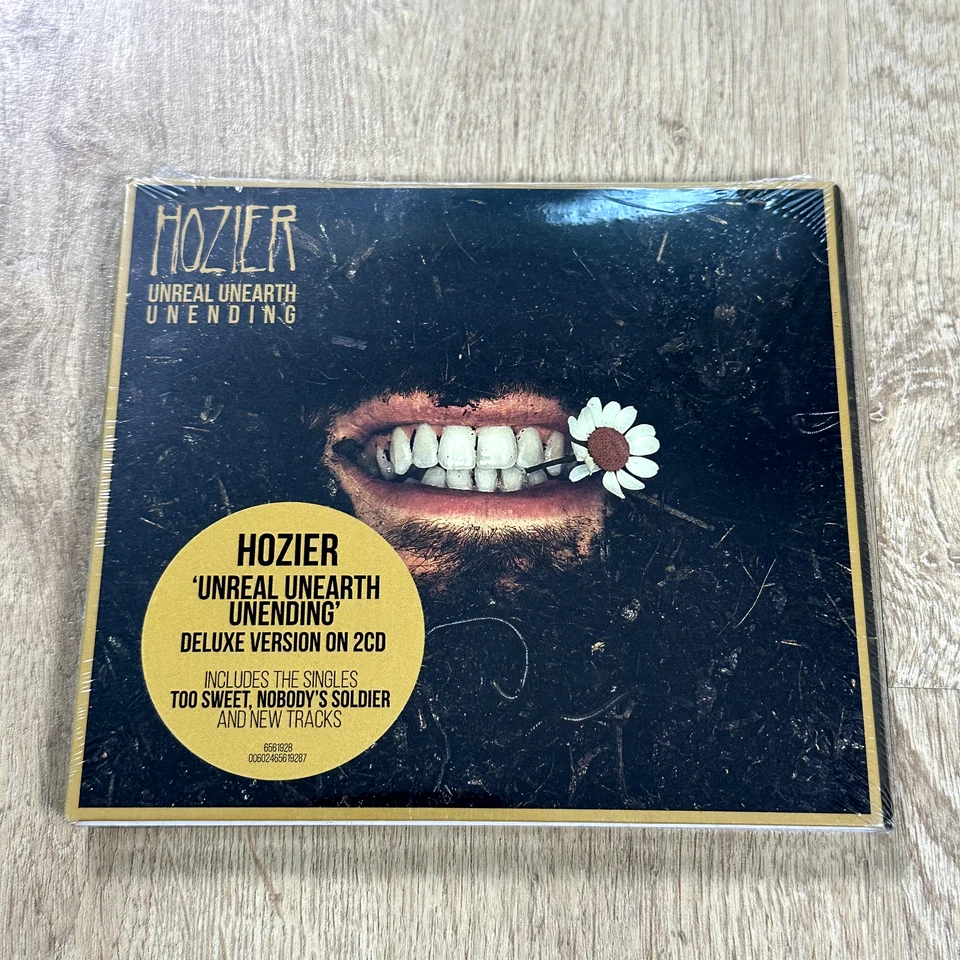 HOZIER
UNREAL UNEARTH
UNENDING
HOZIER
‘UNREAL UNEARTH
UNENDING’
DELUXE VERSION ON 2CD
INCLUDES THE SINGLES
TOO SWEET, NOBODY’S SOLDIER
AND NEW TRACKS
6561928
00602465619287